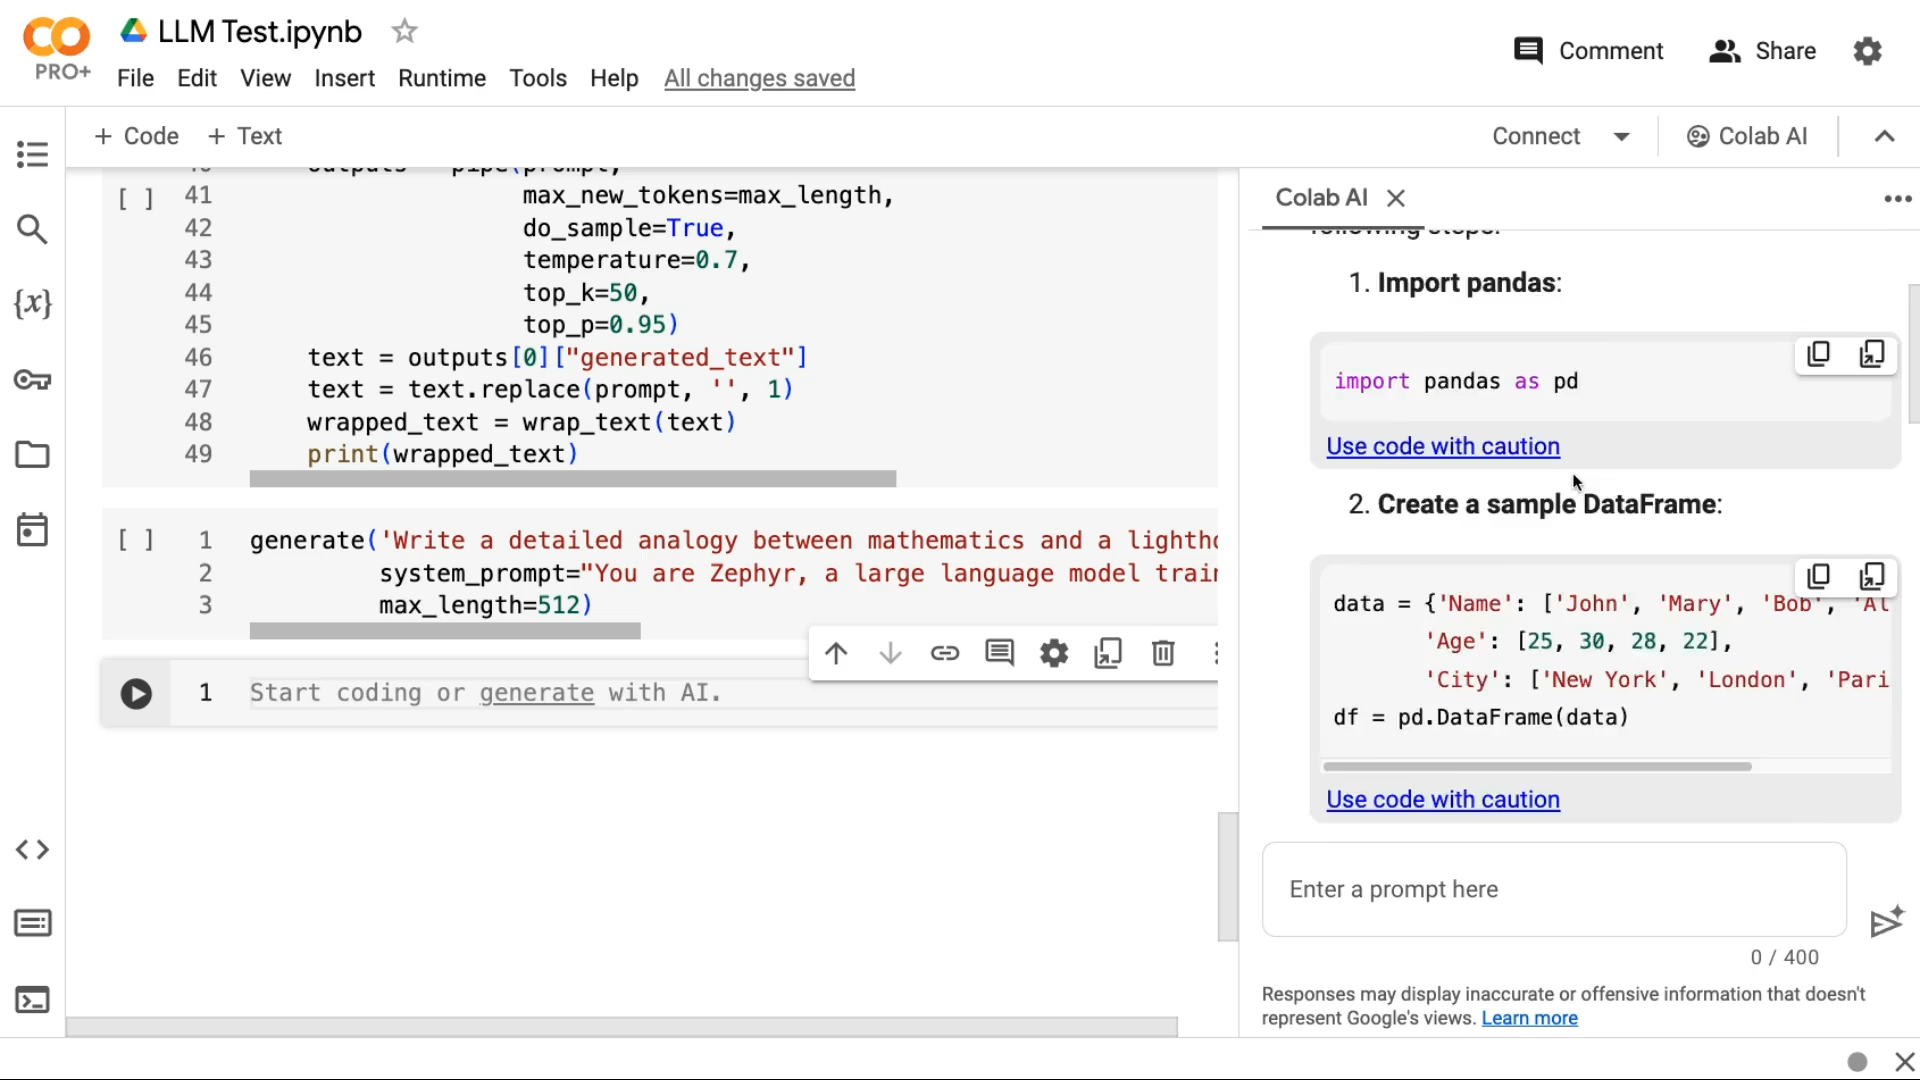 LLM Test.ipynb
PRO+
File Edit View Insert Runtime Tools Help All changes saved
Comment
Share
+ Code + Text
Connect
Colab AI
[ ]
41 max_new_tokens=max_length,
42 do_sample=True,
43 temperature=0.7,
44 top_k=50,
45 top_p=0.95)
46 text = outputs[0]["generated_text"]
47 text = text.replace(prompt, '', 1)
48 wrapped_text = wrap_text(text)
49 print(wrapped_text)
[ ] 1 generate('Write a detailed analogy between mathematics and a
2 system_prompt="You are Zephyr, a large language model
3 max_length=512)
1 Start coding or generate with AI.
Colab AI
following steps:
1. Import pandas:
import pandas as pd
Use code with caution
2. Create a sample DataFrame:
data = {'Name': ['John', 'Mary', 'Bob',
'Age': [25, 30, 28, 22],
'City': ['New York', 'London',
df = pd.DataFrame(data)
Use code with caution
Enter a prompt here
0 / 400
Responses may display inaccurate or offensive information that doesn't
represent Google's views. Learn more